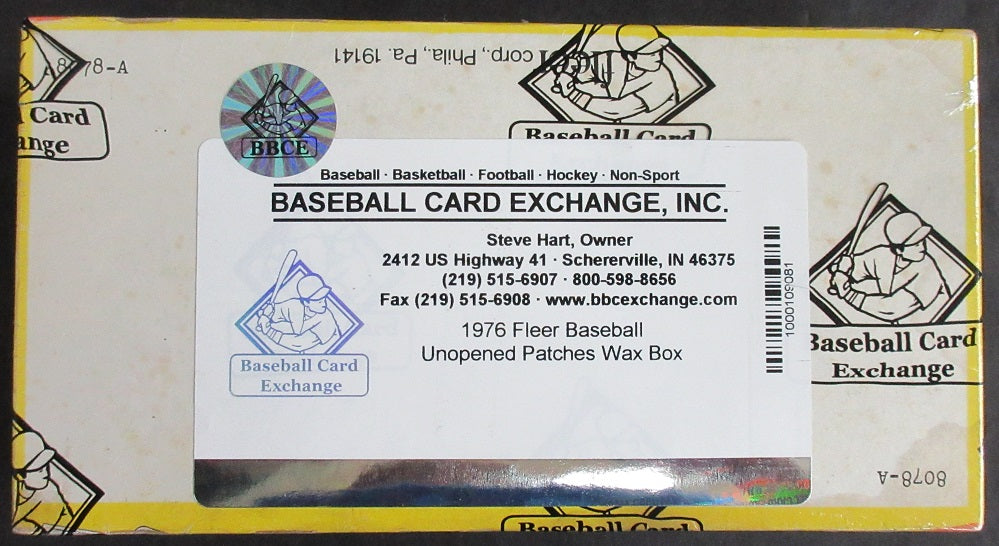 A8078-A
corp., Phila., Pa. 19141
Card
ange
Baseball Card
BBCE
Baseball · Basketball · Football · Hockey · Non-Sport
BASEBALL CARD EXCHANGE, INC.
Steve Hart, Owner
2412 US Highway 41 · Schererville, IN 46375
(219) 515-6907 · 800-598-8656
Fax (219) 515-6908 · www.bbcexchange.com
1976 Fleer Baseball
Unopened Patches Wax Box
Baseball Card
Exchange
1000109081
Baseball Card
Exchange
8078-A
Baseball Card